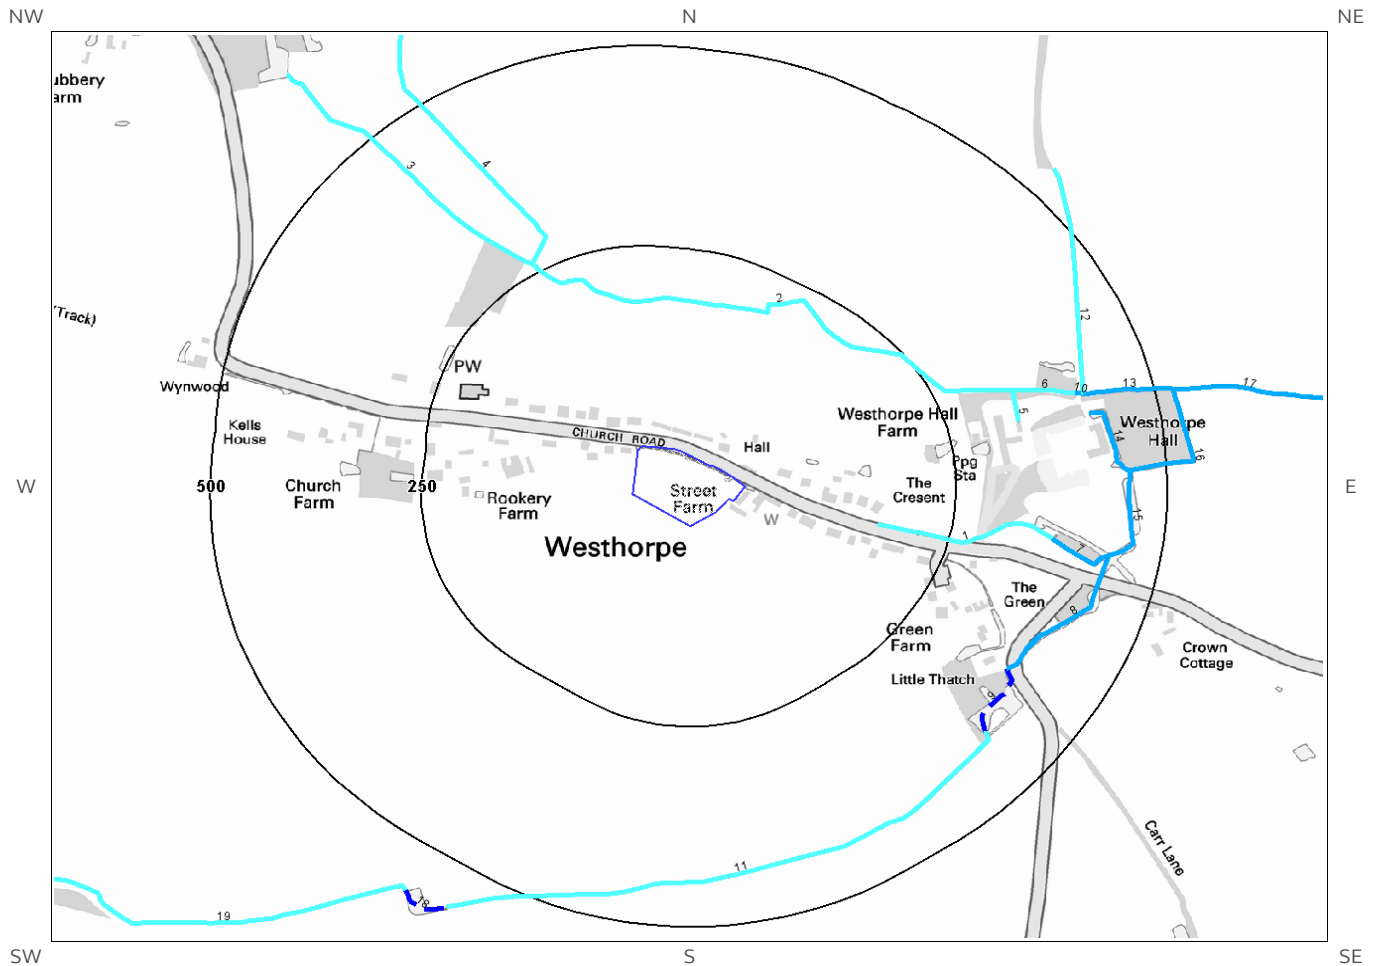 NW
N
NE
ubbery
arm
3
4
(Track)
2
12
Wynwood
PW
6
10
13
17
Kells
House
CHURCH ROAD
Hall
Westhorpe Hall
Farm
5
14
Westhorpe
Hall
16
W
500
250
Church
Farm
Rookery
Farm
Street
Farm
W
Ppg
Sta
The
Cresent
15
E
Westhorpe
1
7
The
Green
8
Green
Farm
Crown
Cottage
Little Thatch
9
11
Carr Lane
18
19
SW
S
SE